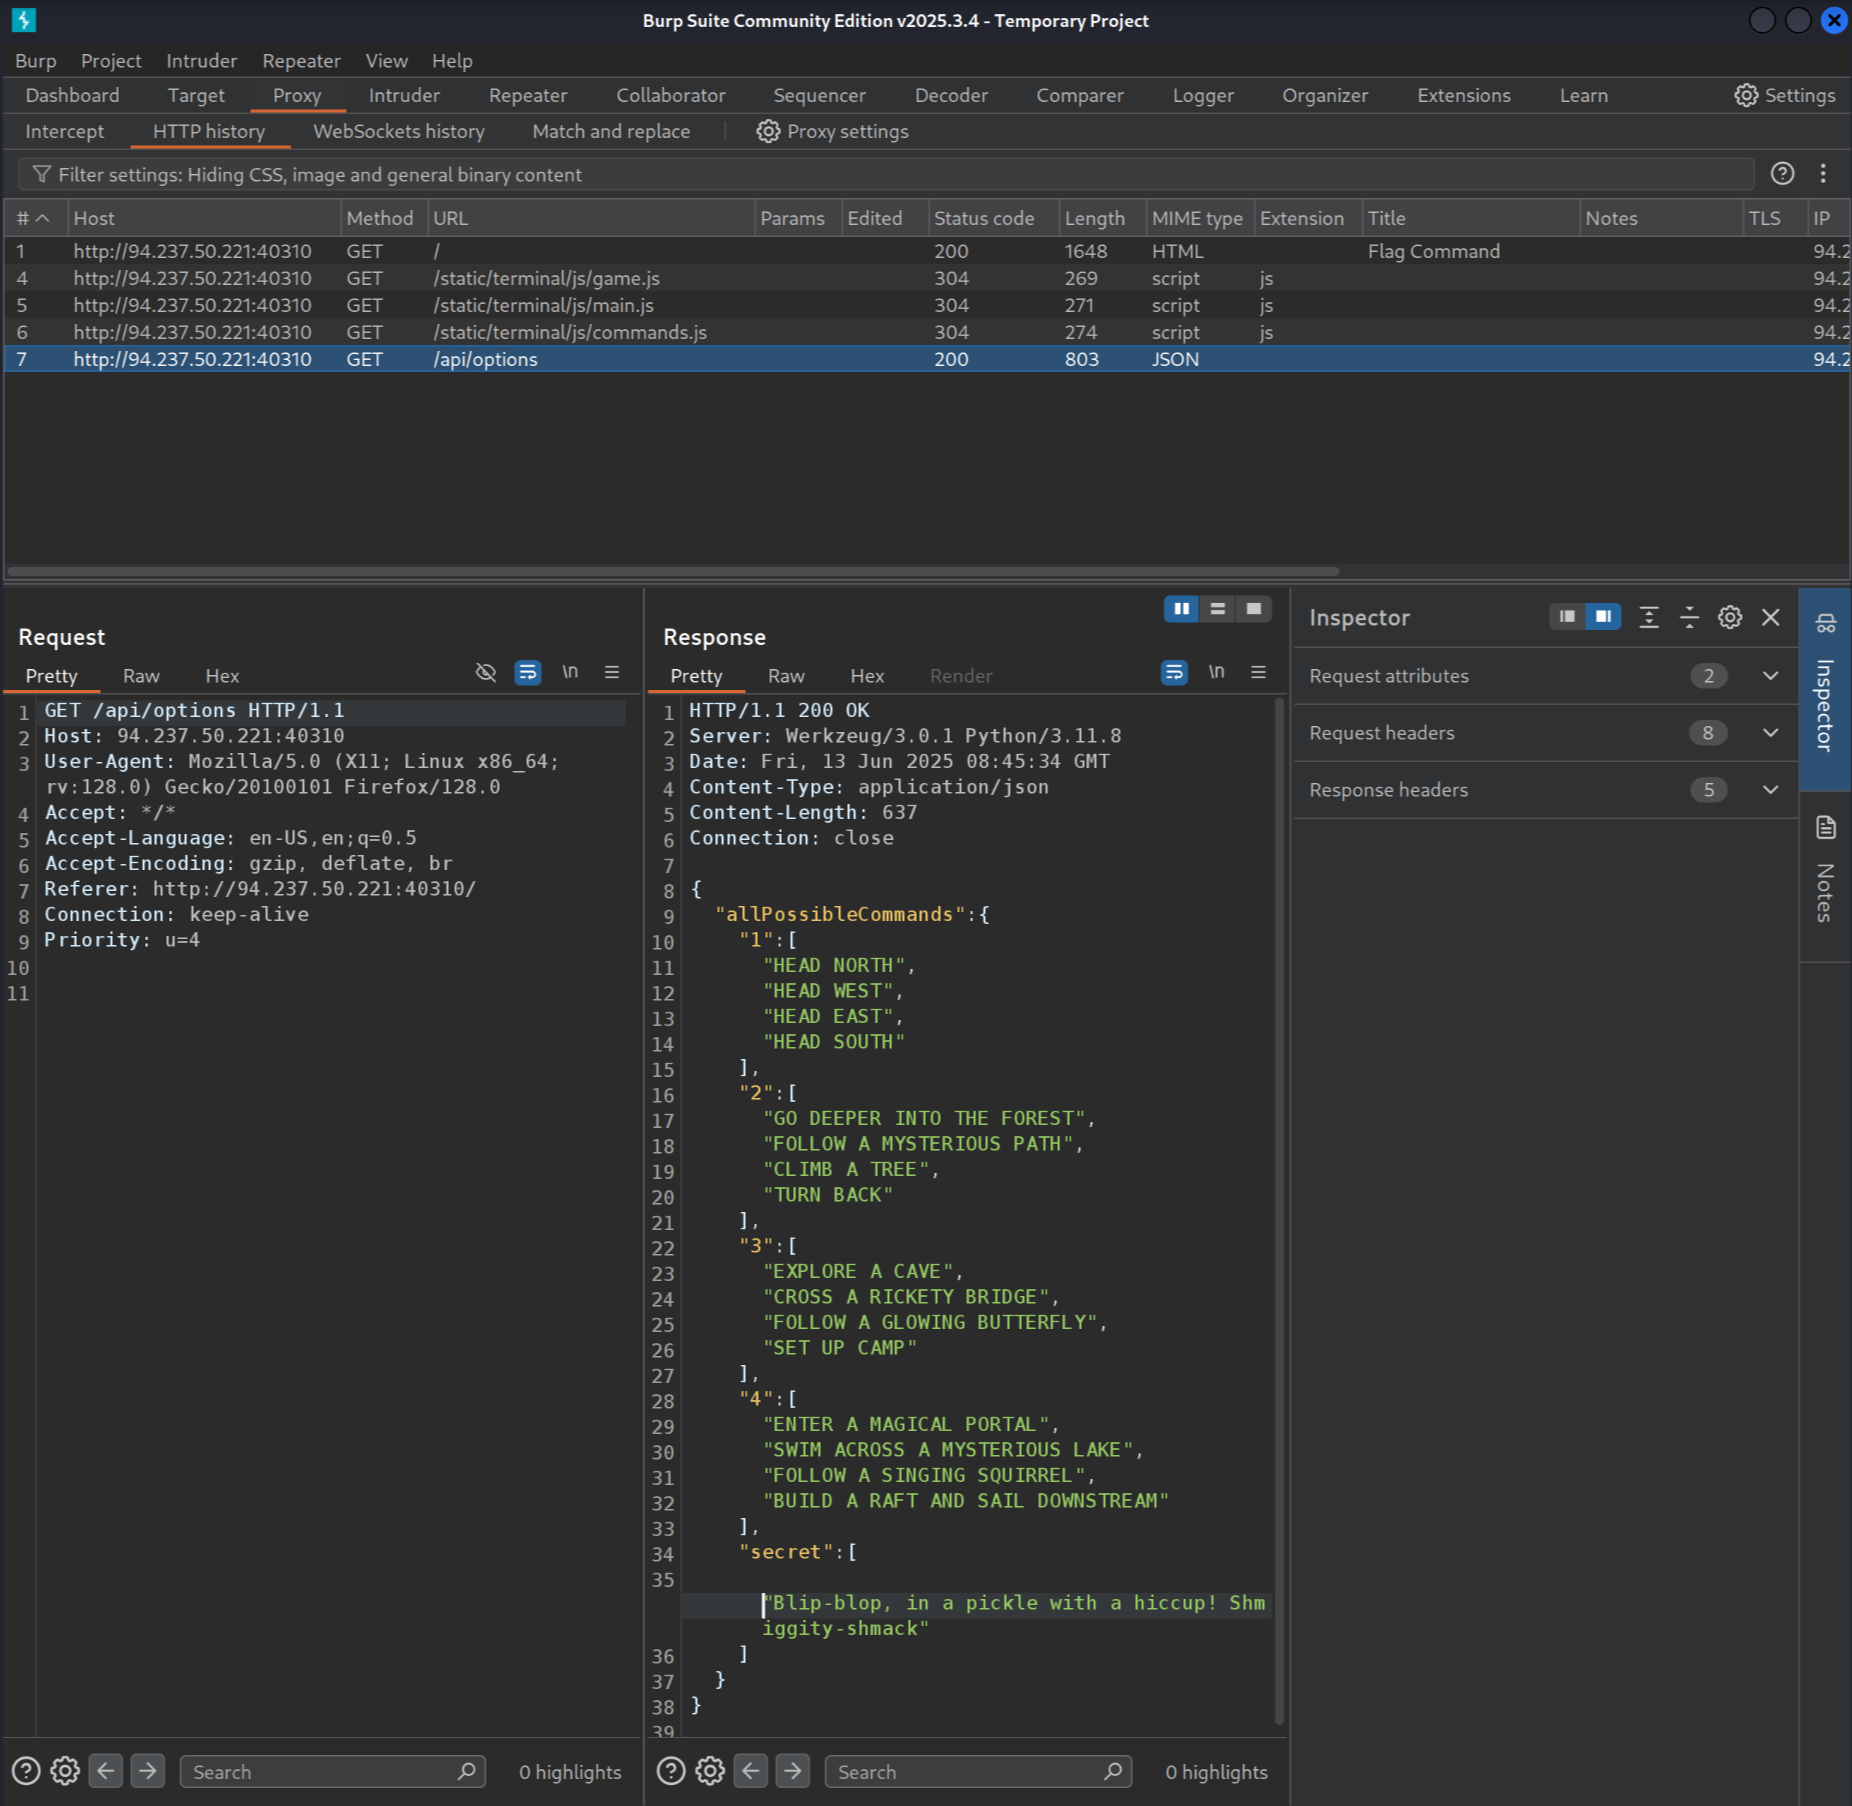 Burp Suite Community Edition v2025.3.4 - Temporary Project
Burp Project Intruder Repeater View Help
Dashboard Target Proxy Intruder Repeater Collaborator Sequencer Decoder Comparer Logger Organizer Extensions Learn Settings
Intercept HTTP history WebSockets history Match and replace Proxy settings
Filter settings: Hiding CSS, image and general binary content
# Host Method URL Params Edited Status code Length MIME type Extension Title Notes TLS IP
1 http://94.237.50.221:40310 GET / 200 1648 HTML Flag Command 94.2
4 http://94.237.50.221:40310 GET /static/terminal/js/game.js 304 269 script js 94.2
5 http://94.237.50.221:40310 GET /static/terminal/js/main.js 304 271 script js 94.2
6 http://94.237.50.221:40310 GET /static/terminal/js/commands.js 304 274 script js 94.2
7 http://94.237.50.221:40310 GET /api/options 200 803 JSON 94.2
Request
Pretty Raw Hex \n
1 GET /api/options HTTP/1.1
2 Host: 94.237.50.221:40310
3 User-Agent: Mozilla/5.0 (X11; Linux x86_64;
rv:128.0) Gecko/20100101 Firefox/128.0
4 Accept: */*
5 Accept-Language: en-US,en;q=0.5
6 Accept-Encoding: gzip, deflate, br
7 Referer: http://94.237.50.221:40310/
8 Connection: keep-alive
9 Priority: u=4
10
11
Search 0 highlights
Response
Pretty Raw Hex Render \n
1 HTTP/1.1 200 OK
2 Server: Werkzeug/3.0.1 Python/3.11.8
3 Date: Fri, 13 Jun 2025 08:45:34 GMT
4 Content-Type: application/json
5 Content-Length: 637
6 Connection: close
7
8 {
9 "allPossibleCommands":{
10 "1":[
11 "HEAD NORTH",
12 "HEAD WEST",
13 "HEAD EAST",
14 "HEAD SOUTH"
15 ],
16 "2":[
17 "GO DEEPER INTO THE FOREST",
18 "FOLLOW A MYSTERIOUS PATH",
19 "CLIMB A TREE",
20 "TURN BACK"
21 ],
22 "3":[
23 "EXPLORE A CAVE",
24 "CROSS A RICKETY BRIDGE",
25 "FOLLOW A GLOWING BUTTERFLY",
26 "SET UP CAMP"
27 ],
28 "4":[
29 "ENTER A MAGICAL PORTAL",
30 "SWIM ACROSS A MYSTERIOUS LAKE",
31 "FOLLOW A SINGING SQUIRREL",
32 "BUILD A RAFT AND SAIL DOWNSTREAM"
33 ],
34 "secret":[
35
"Blip-blop, in a pickle with a hiccup! Shm
iggity-shmack"
36 ]
37 }
38 }
39
Search 0 highlights
Inspector
Request attributes 2
Request headers 8
Response headers 5
Inspector
Notes